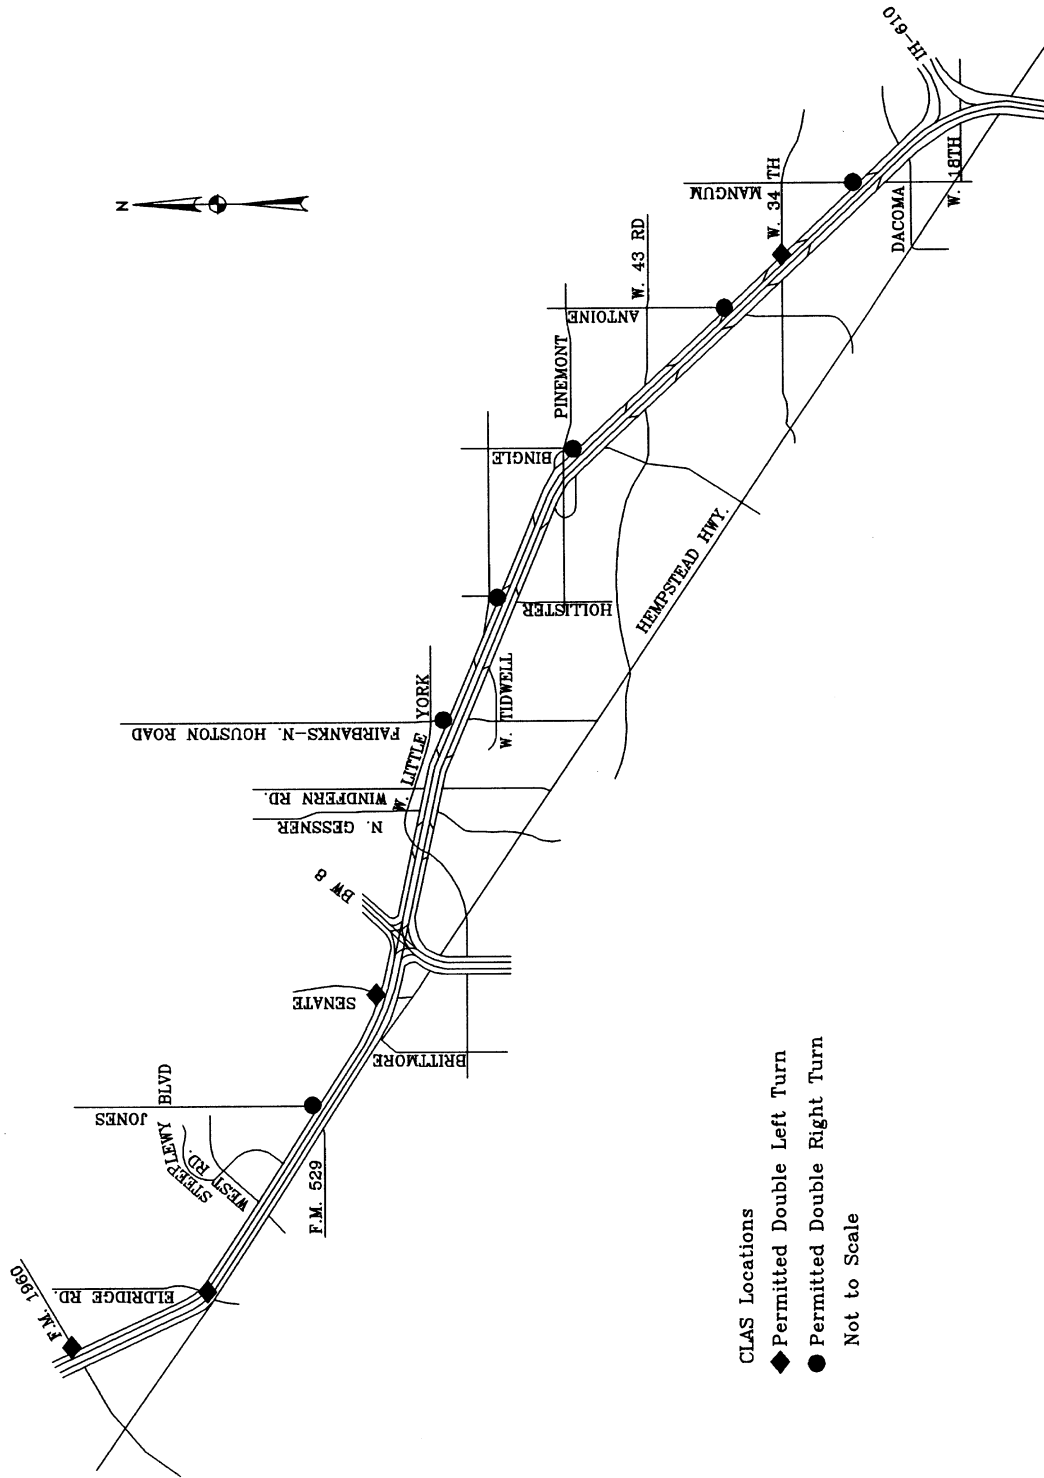 N
IH-610
MANGUM
W. 34 TH
DACOMA
W. 18TH
W. 43 RD
ANTOINE
PINEMONT
BINGLE
HOLLISTER
HEMPSTEAD HWY.
W. TIDWELL
FAIRBANKS-N. HOUSTON ROAD
W. LITTLE YORK
WINDFERN RD.
N. GESSNER
BW 8
SENATE
BRITTMORE
JONES
STEEPLEWY BLVD
WEST RD.
F.M. 529
ELDRIDGE RD.
F.M. 1960
CLAS Locations
Permitted Double Left Turn
Permitted Double Right Turn
Not to Scale